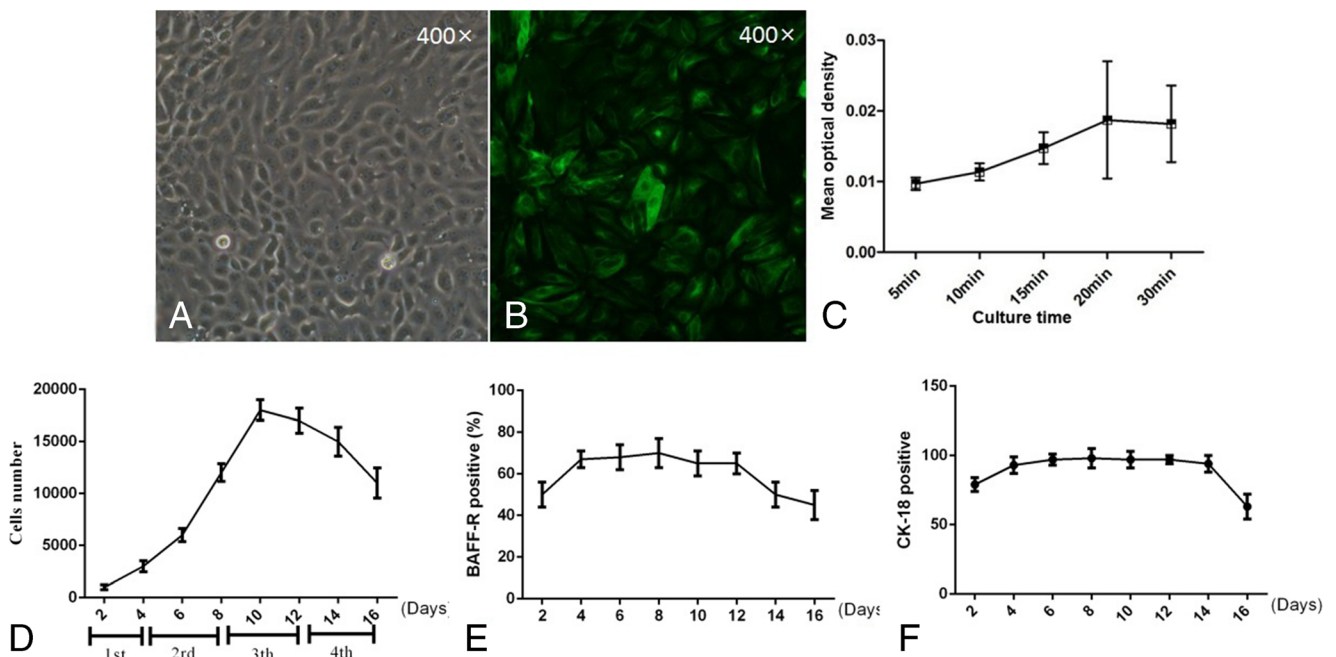 400×
A
400×
B
0.03
0.02
0.01
0.00
Mean optical density
5min
10min
15min
20min
30min
Culture time
C
20000
15000
10000
5000
0
Cells number
2
4
6
8
10
12
14
16
(Days)
1st
2rd
3th
4th
D
100
80
60
40
20
0
BAFF-R positive (%)
2
4
6
8
10
12
14
16
(Days
E
150
100
50
0
CK-18 positive
2
4
6
8
10
12
14
16
(Days)
F